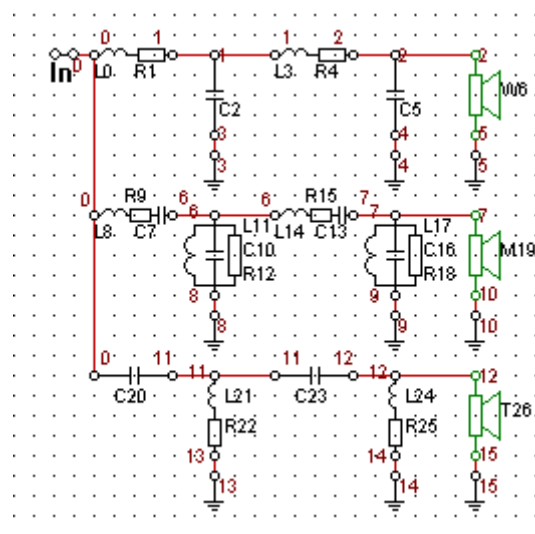 0 1 1 2
In 0 L0 R1 1 L3 R4 2 2
C2 C5 W6
3 4 5
3 4 5
R9 R15
0 6 6 6 7 7 7
L8 C7 L11 L14 C13 L17
C10 C16 M19
R12 R18
8 9 10
8 9 10
0 11 11 11 12 12 12
C20 L21 C23 L24
R22 R25 T26
13 14 15
13 14 15